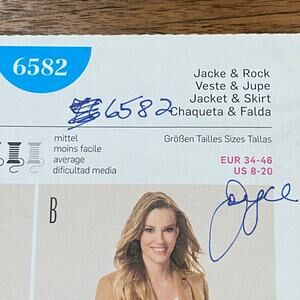 6582
Jacke & Rock
Veste & Jupe
Jacket & Skirt
Chaqueta & Falda
6582
mittel
moins facile
average
dificultad media
Größen Tailles Sizes Tallas
EUR 34-46
US 8-20
Joyce
B